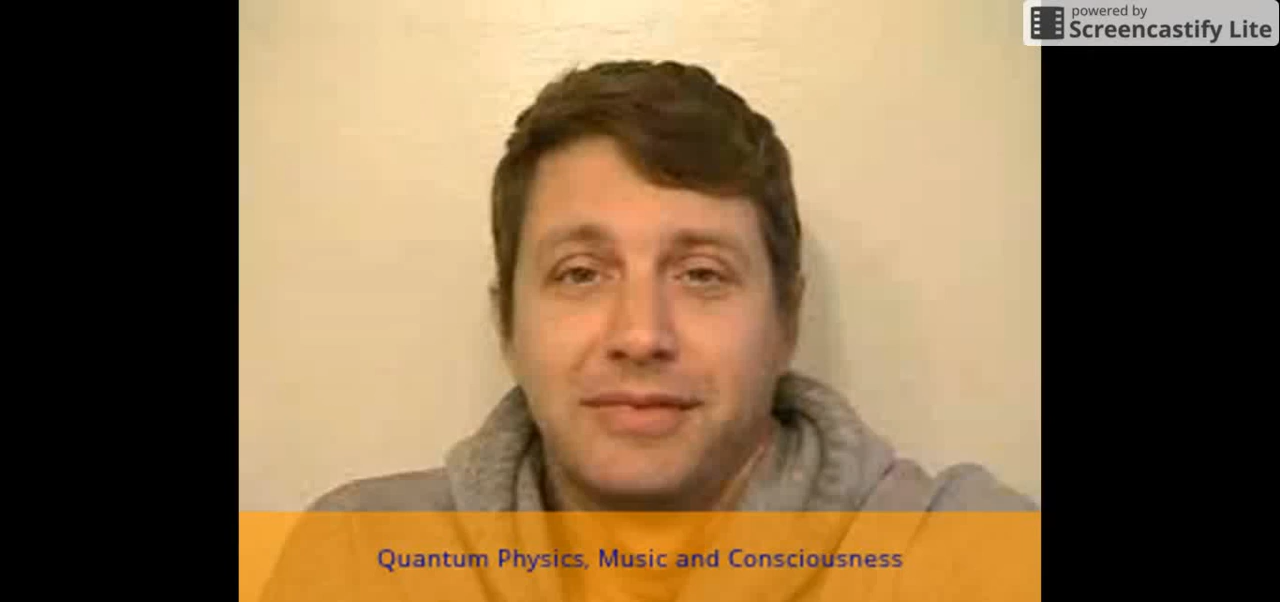 powered by
Screencastify Lite
Quantum Physics, Music and Consciousness